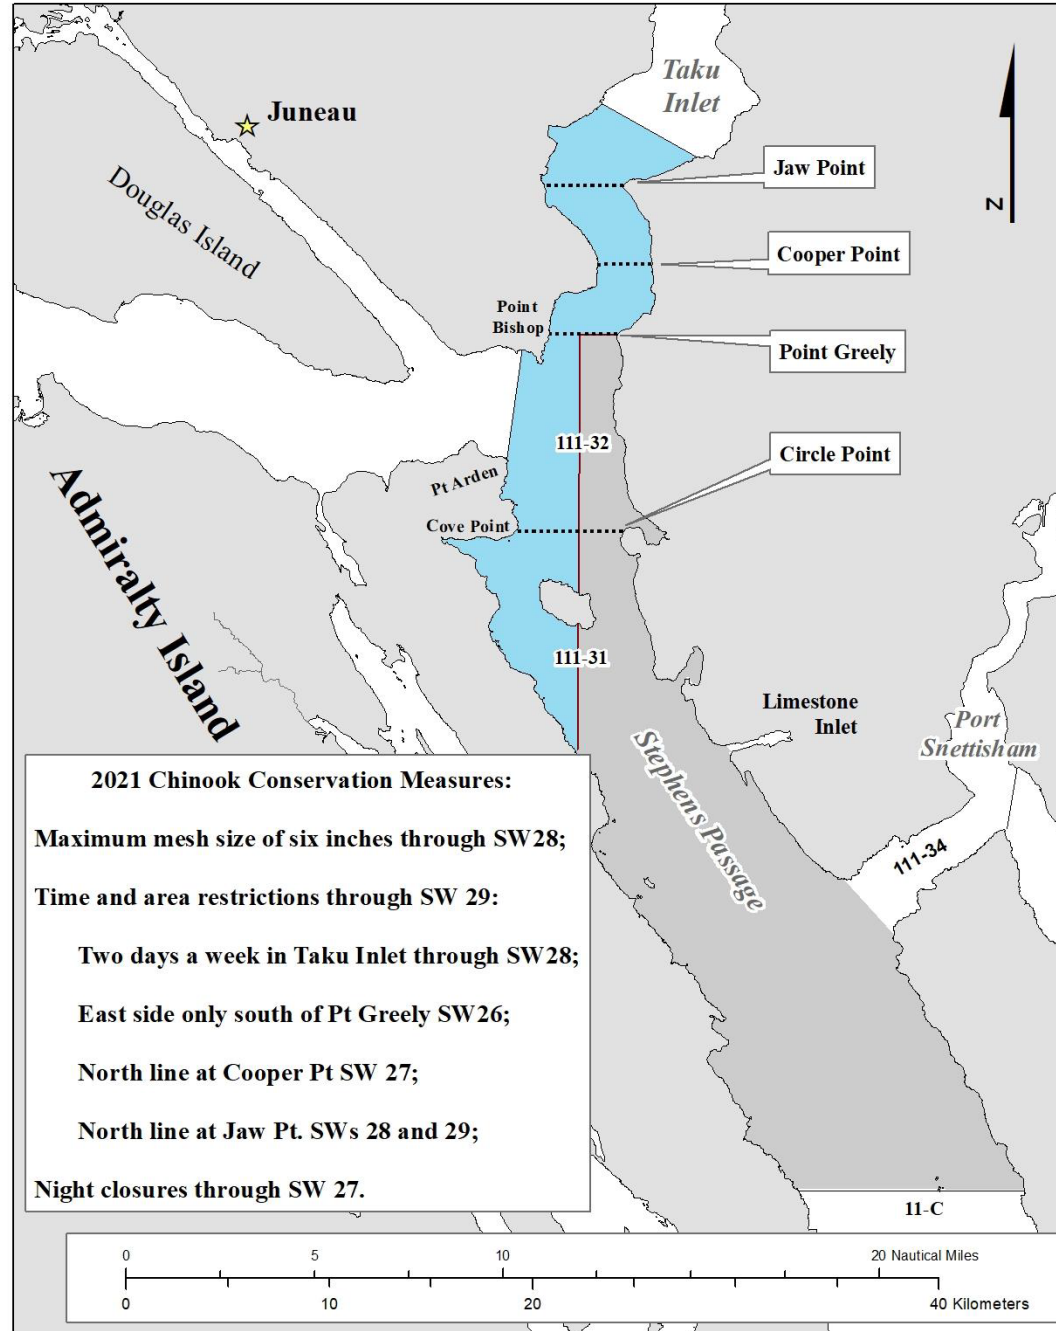 Taku
Inlet
Juneau
Jaw Point
Douglas Island
N
Cooper Point
Point
Bishop
Point Greely
111-32
Circle Point
Pt Arden
Cove Point
Admiralty Island
111-31
Limestone
Inlet
Port
Snettisham
Stephens Passage
111-34
2021 Chinook Conservation Measures:
Maximum mesh size of six inches through SW28;
Time and area restrictions through SW 29:
Two days a week in Taku Inlet through SW28;
East side only south of Pt Greely SW26;
North line at Cooper Pt SW 27;
North line at Jaw Pt. SWs 28 and 29;
Night closures through SW 27.
11-C
0 5 10 20 Nautical Miles
0 10 20 40 Kilometers